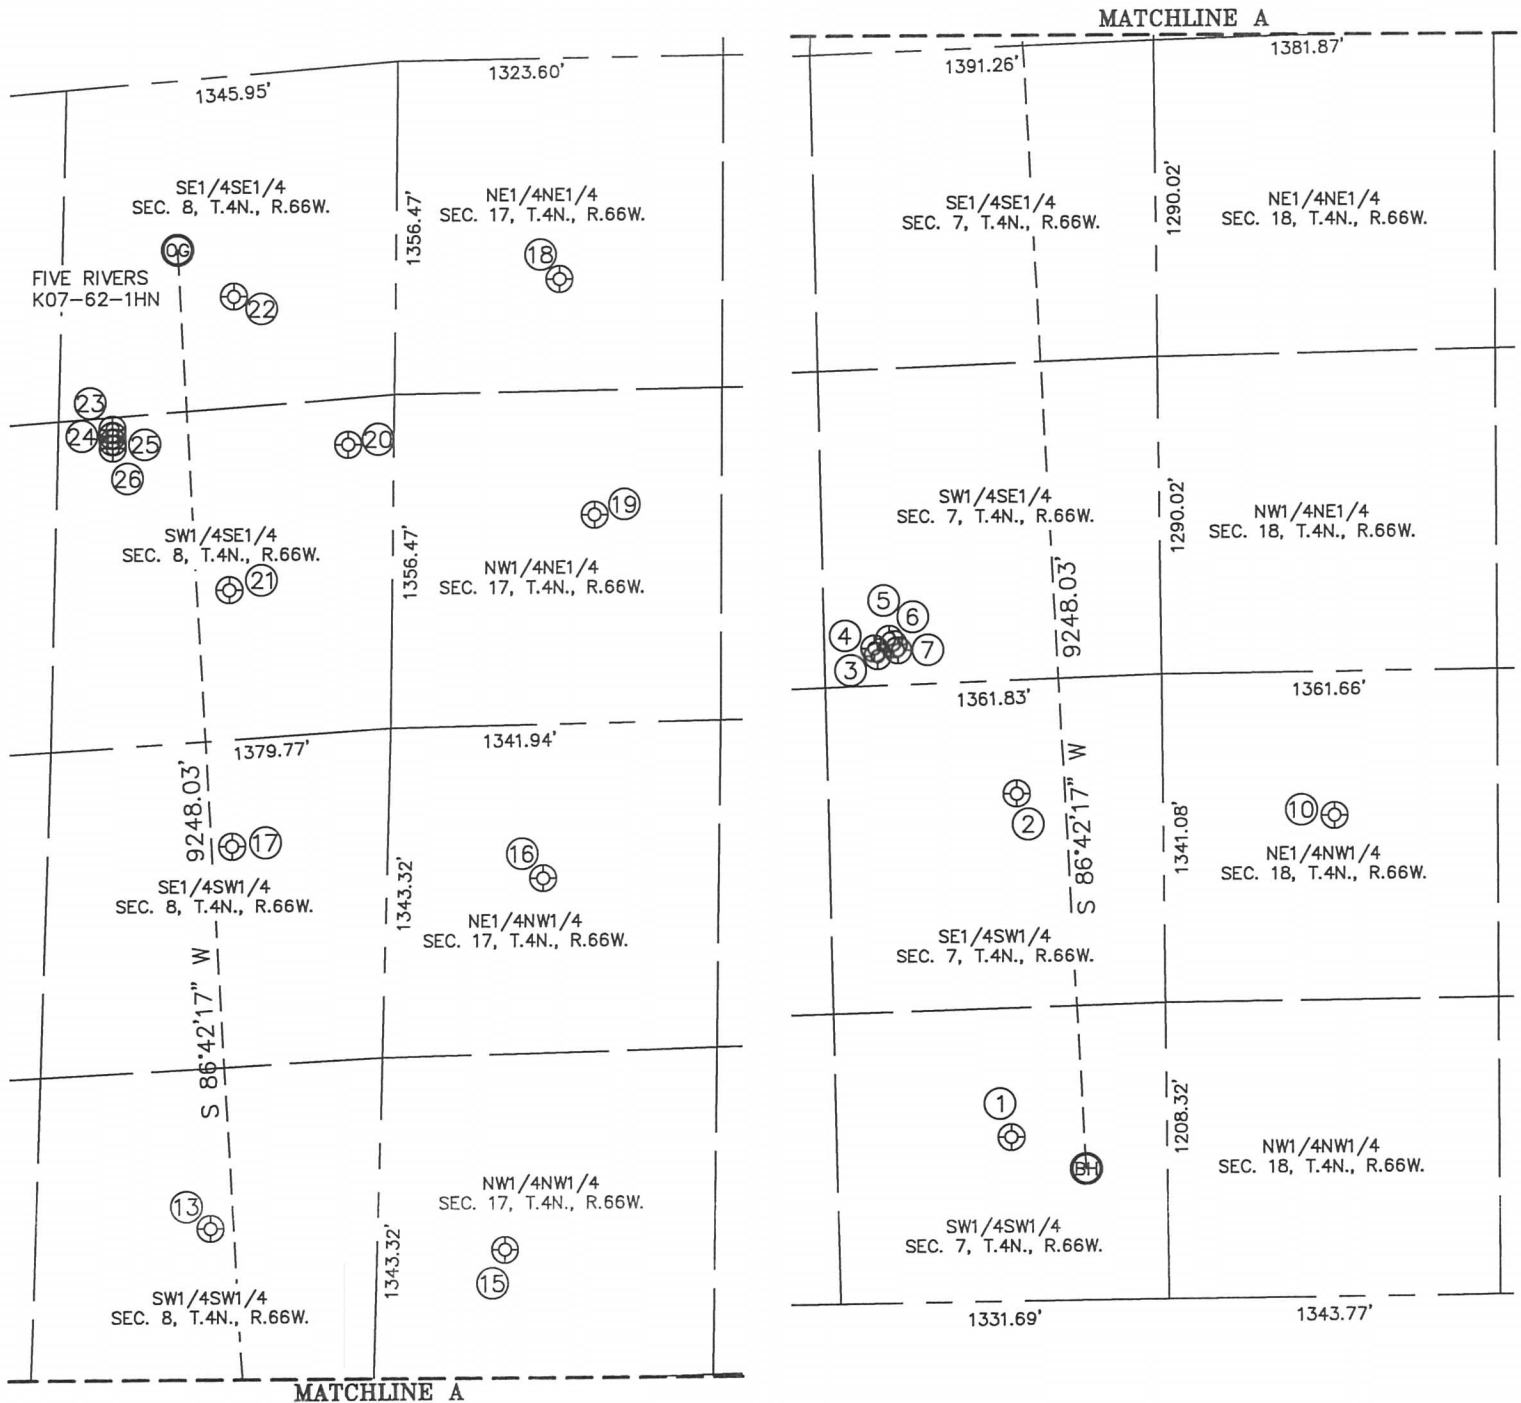 1345.95'
1323.60'
SE1/4SE1/4
SEC. 8, T.4N., R.66W.
NE1/4NE1/4
SEC. 17, T.4N., R.66W.
1356.47'
OG
18
FIVE RIVERS
K07-62-1HN
22
23
24
25
26
20
19
SW1/4SE1/4
SEC. 8, T.4N., R.66W.
21
1356.47'
NW1/4NE1/4
SEC. 17, T.4N., R.66W.
1379.77'
1341.94'
9248.03'
17
16
SE1/4SW1/4
SEC. 8, T.4N., R.66W.
1343.32'
NE1/4NW1/4
SEC. 17, T.4N., R.66W.
S 86°42'17" W
13
NW1/4NW1/4
SEC. 17, T.4N., R.66W.
15
1343.32'
SW1/4SW1/4
SEC. 8, T.4N., R.66W.
MATCHLINE A
MATCHLINE A
1391.26'
1381.87'
SE1/4SE1/4
SEC. 7, T.4N., R.66W.
1290.02'
NE1/4NE1/4
SEC. 18, T.4N., R.66W.
SW1/4SE1/4
SEC. 7, T.4N., R.66W.
1290.02'
NW1/4NE1/4
SEC. 18, T.4N., R.66W.
9248.03'
5
6
4
7
3
1361.83'
1361.66'
S 86°42'17" W
2
1341.08'
10
NE1/4NW1/4
SEC. 18, T.4N., R.66W.
SE1/4SW1/4
SEC. 7, T.4N., R.66W.
1
BH
1208.32'
NW1/4NW1/4
SEC. 18, T.4N., R.66W.
SW1/4SW1/4
SEC. 7, T.4N., R.66W.
1331.69'
1343.77'